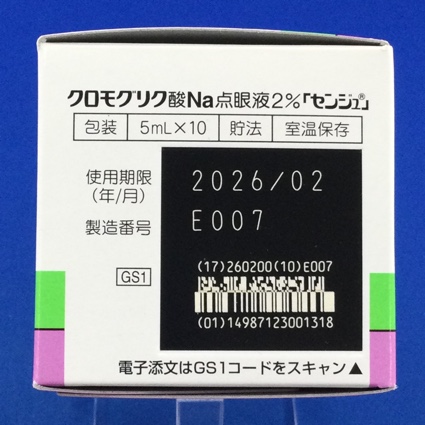 クロモグリク酸Na点眼液2%「センジュ®」
包装 5mL×10 貯法 室温保存
使用期限 2026/02
(年/月)
製造番号 E007
(17)260200(10)E007
GS1
(01)14987123001318
電子添文はGS1コードをスキャン▲